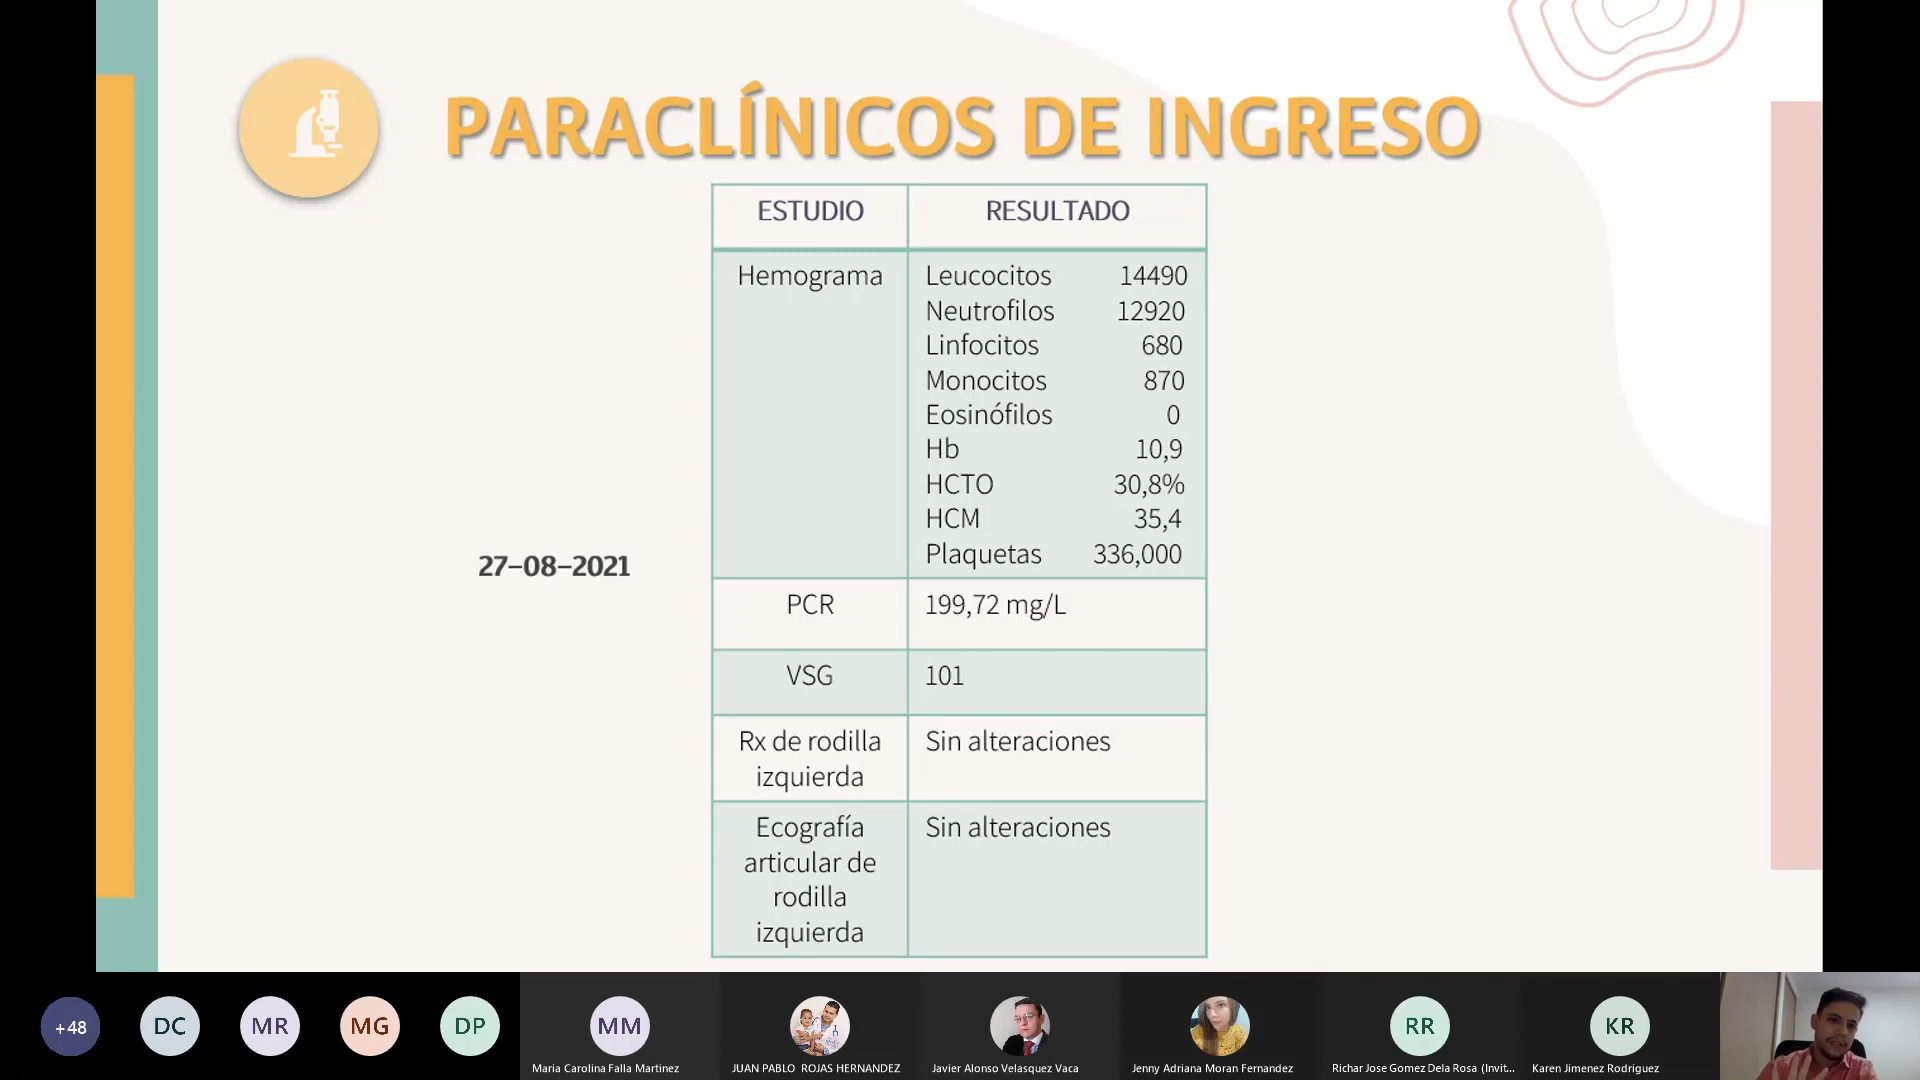 PARACLÍNICOS DE INGRESO
ESTUDIO RESULTADO
Hemograma Leucocitos 14490
Neutrofilos 12920
Linfocitos 680
Monocitos 870
Eosinófilos 0
Hb 10,9
HCTO 30,8%
HCM 35,4
Plaquetas 336,000
27-08-2021
PCR 199,72 mg/L
VSG 101
Rx de rodilla Sin alteraciones
izquierda
Ecografía Sin alteraciones
articular de
rodilla
izquierda
+48 DC MR MG DP MM RR KR
Maria Carolina Falla Martinez JUAN PABLO ROJAS HERNANDEZ Javier Alonso Velasquez Vaca Jenny Adriana Moran Fernandez Richar Jose Gomez Dela Rosa (Invit... Karen Jimenez Rodriguez